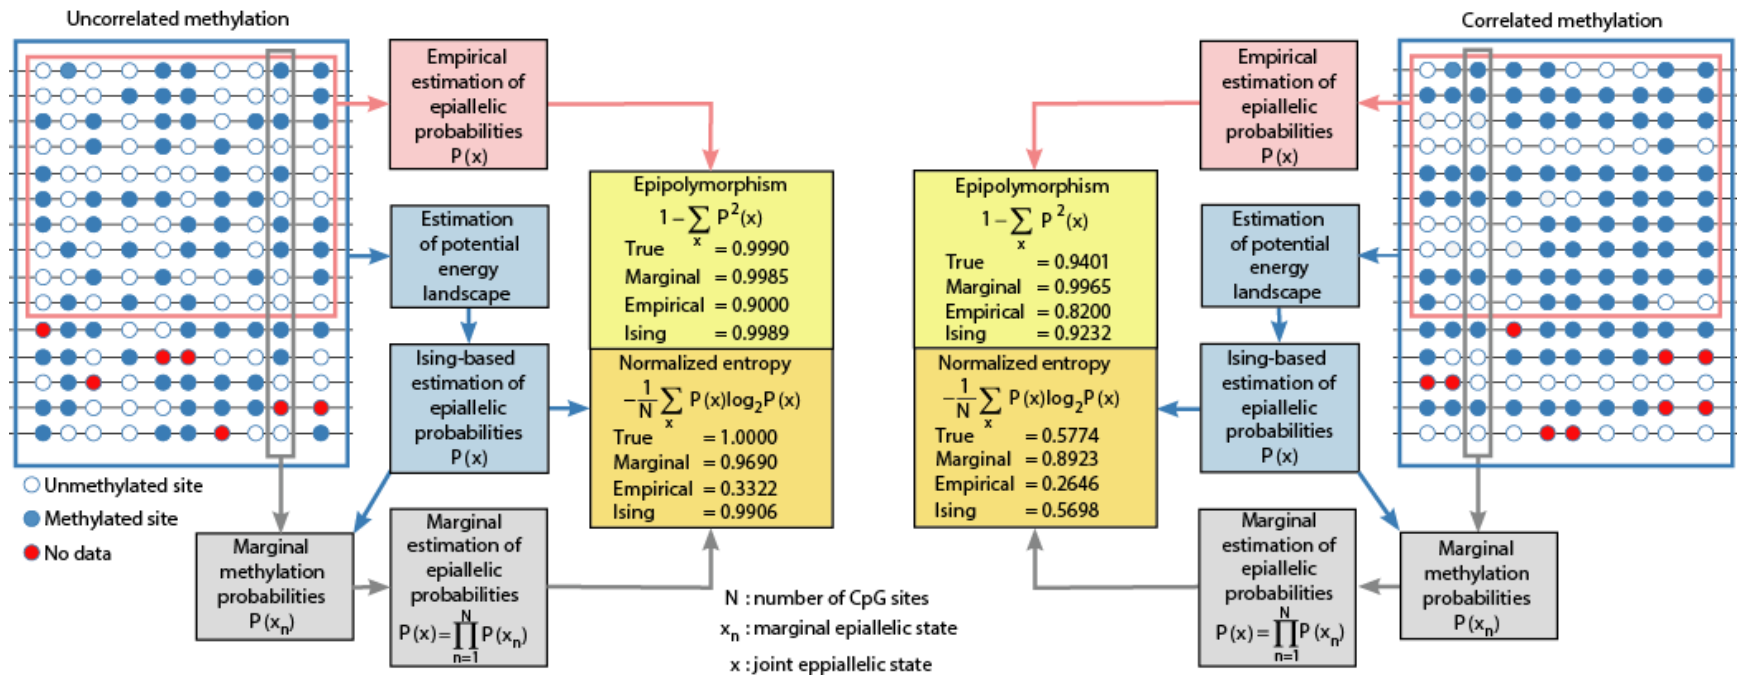 Uncorrelated methylation
Empirical
estimation of
epiallelic
probabilities
P(x)
Estimation
of potential
energy
landscape
Ising-based
estimation of
epiallelic
probabilities
P(x)
Unmethylated site
Methylated site
No data
Marginal
methylation
probabilities
P(xₙ)
Marginal
estimation of
epiallelic
probabilities
P(x) = ∏ₙ₌₁ᴺ P(xₙ)
Epipolymorphism
1 − ∑ₓ P²(x)
True = 0.9990
Marginal = 0.9985
Empirical = 0.9000
Ising = 0.9989
Normalized entropy
−1/N ∑ₓ P(x)log₂P(x)
True = 1.0000
Marginal = 0.9690
Empirical = 0.3322
Ising = 0.9906
N : number of CpG sites
xₙ : marginal epiallelic state
x : joint eppiallelic state
Correlated methylation
Empirical
estimation of
epiallelic
probabilities
P(x)
Epipolymorphism
1 − ∑ₓ P²(x)
True = 0.9401
Marginal = 0.9965
Empirical = 0.8200
Ising = 0.9232
Normalized entropy
−1/N ∑ₓ P(x)log₂P(x)
True = 0.5774
Marginal = 0.8923
Empirical = 0.2646
Ising = 0.5698
Estimation
of potential
energy
landscape
Ising-based
estimation of
epiallelic
probabilities
P(x)
Marginal
estimation of
epiallelic
probabilities
P(x) = ∏ₙ₌₁ᴺ P(xₙ)
Marginal
methylation
probabilities
P(xₙ)